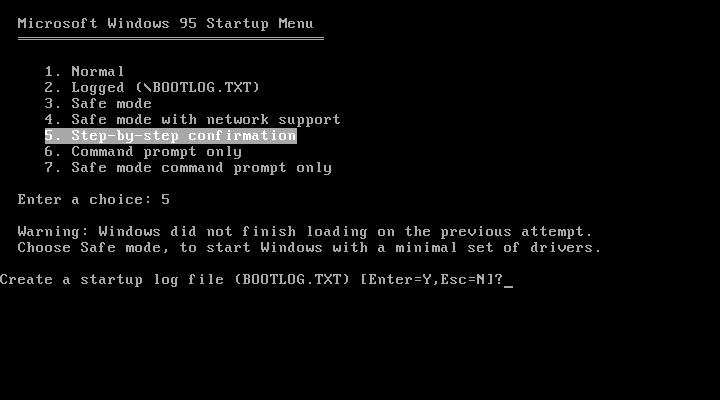 Microsoft Windows 95 Startup Menu
1. Normal
2. Logged (\BOOTLOG.TXT)
3. Safe mode
4. Safe mode with network support
5. Step-by-step confirmation
6. Command prompt only
7. Safe mode command prompt only
Enter a choice: 5
Warning: Windows did not finish loading on the previous attempt.
Choose Safe mode, to start Windows with a minimal set of drivers.
Create a startup log file (BOOTLOG.TXT) [Enter=Y,Esc=N]?_